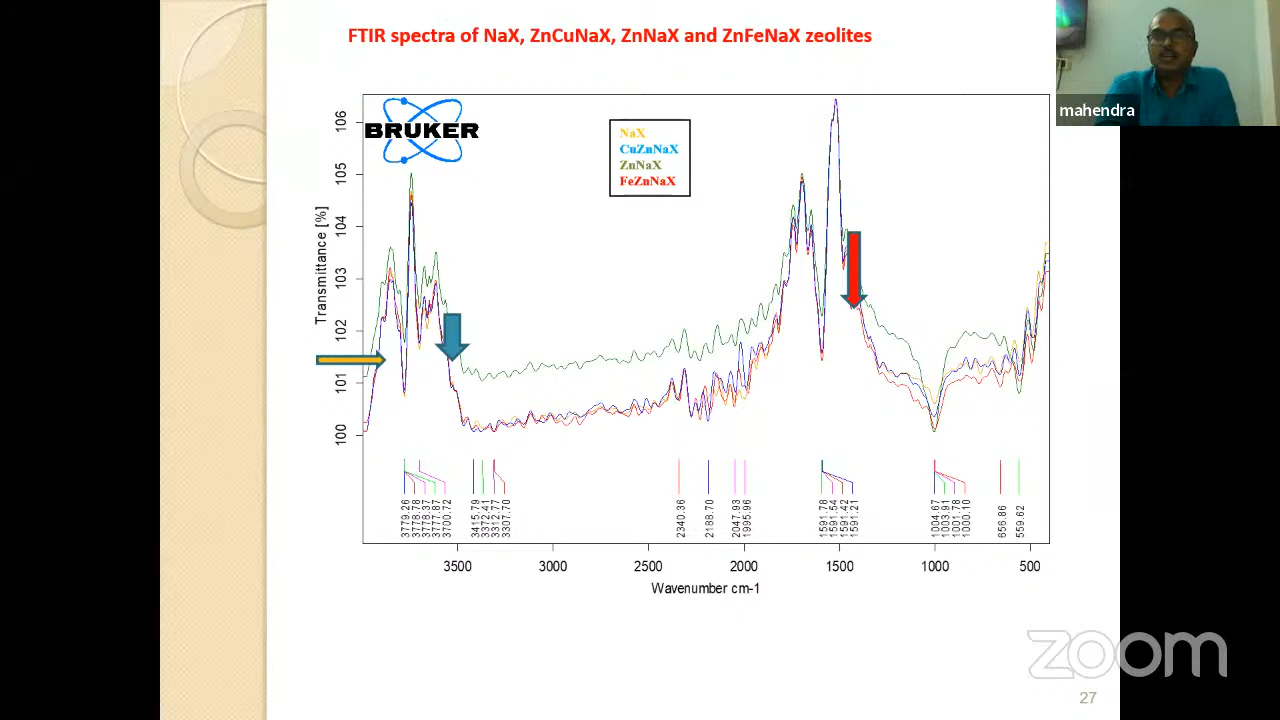 FTIR spectra of NaX, ZnCuNaX, ZnNaX and ZnFeNaX zeolites
mahendra
BRUKER
NaX
CuZnNaX
ZnNaX
FeZnNaX
Transmittance [%]
106
105
104
103
102
101
100
3779.26
3778.78
3778.37
3777.87
3700.72
3415.79
3372.41
3312.77
3307.70
2340.38
2188.70
2047.93
1995.96
1591.78
1591.54
1591.42
1591.21
1004.67
1003.91
1001.78
1000.10
656.86
559.62
3500 3000 2500 2000 1500 1000 500
Wavenumber cm-1
zoom
27